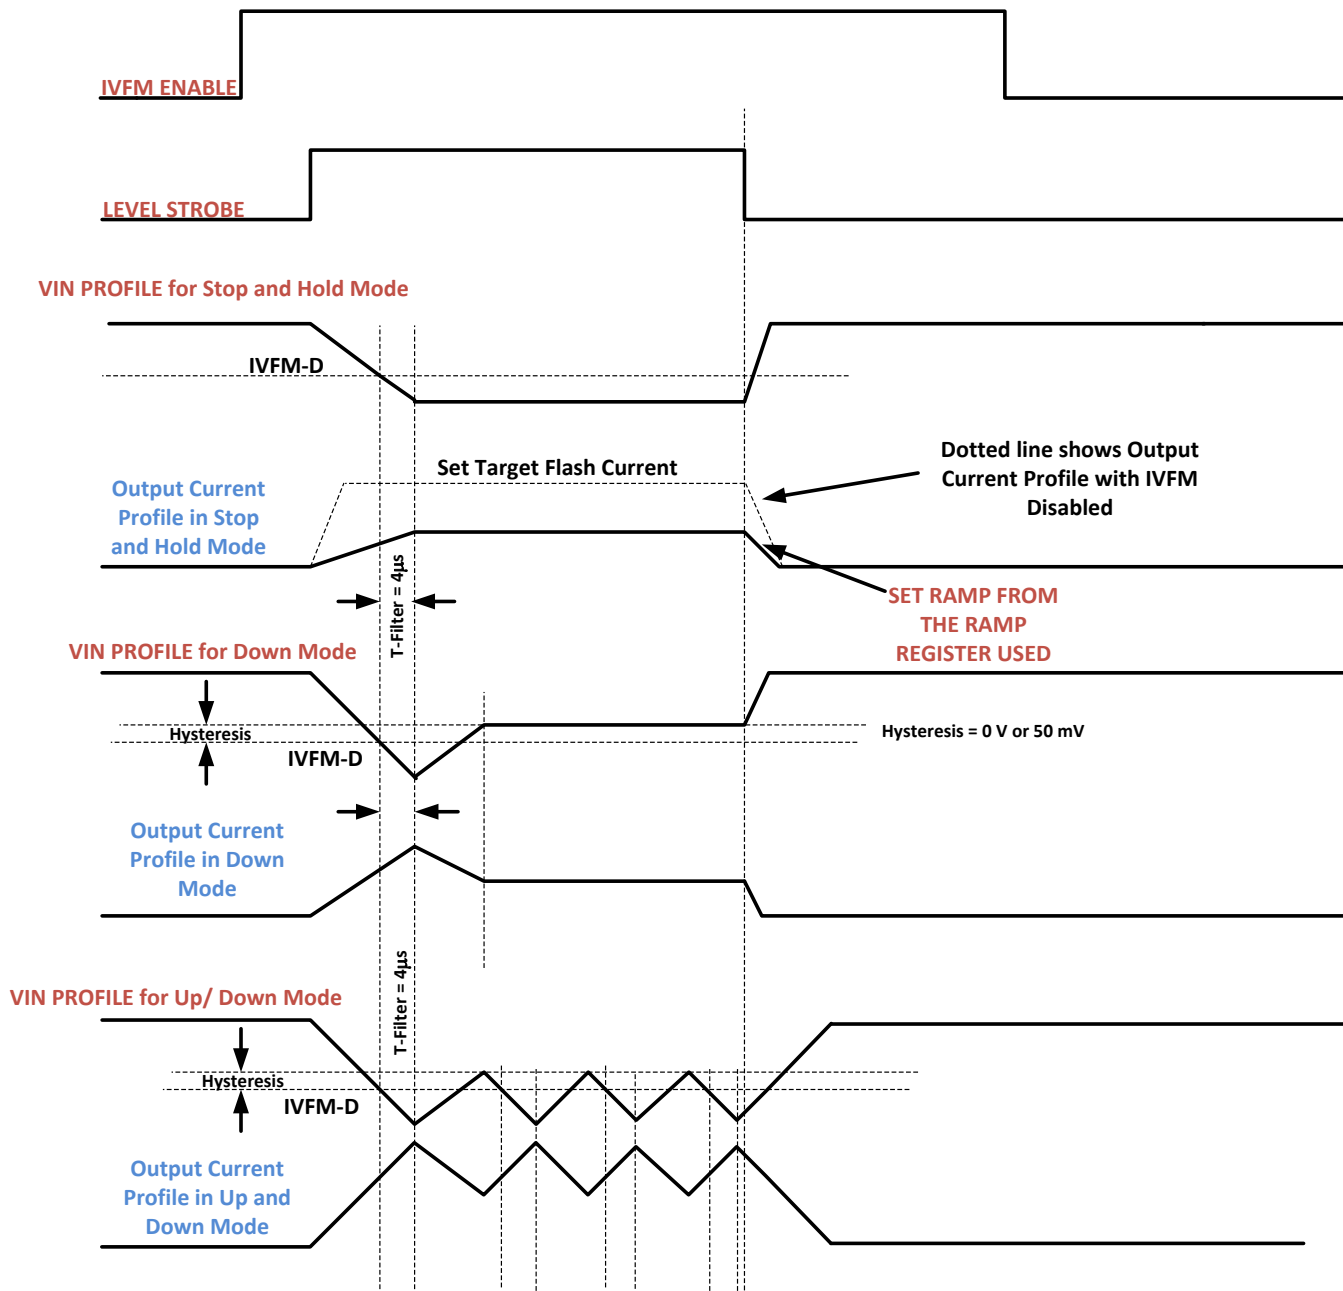 IVFM ENABLE
LEVEL STROBE
VIN PROFILE for Stop and Hold Mode
IVFM-D
Set Target Flash Current
Dotted line shows Output
Current Profile with IVFM
Disabled
Output Current
Profile in Stop
and Hold Mode
T-Filter = 4µs
SET RAMP FROM
THE RAMP
REGISTER USED
VIN PROFILE for Down Mode
Hysteresis
IVFM-D
Hysteresis = 0 V or 50 mV
Output Current
Profile in Down
Mode
T-Filter = 4µs
VIN PROFILE for Up/ Down Mode
Hysteresis
IVFM-D
Output Current
Profile in Up and
Down Mode